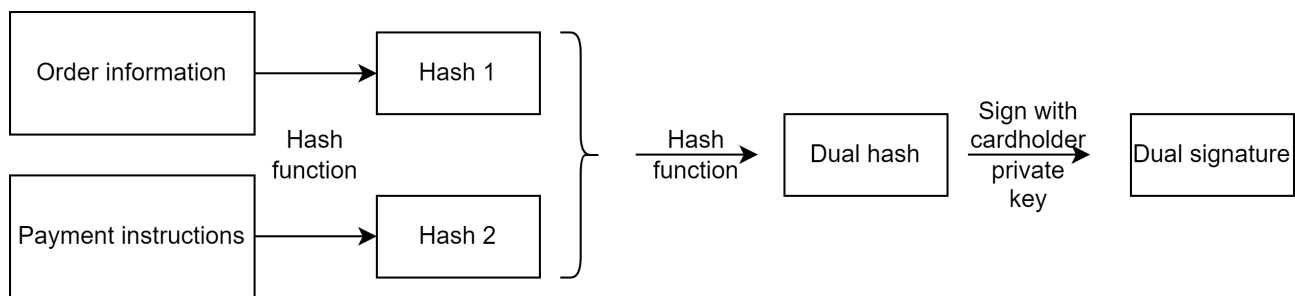 Order information
Hash 1
Hash
function
Payment instructions
Hash 2
Hash
function
Dual hash
Sign with
cardholder
private
key
Dual signature